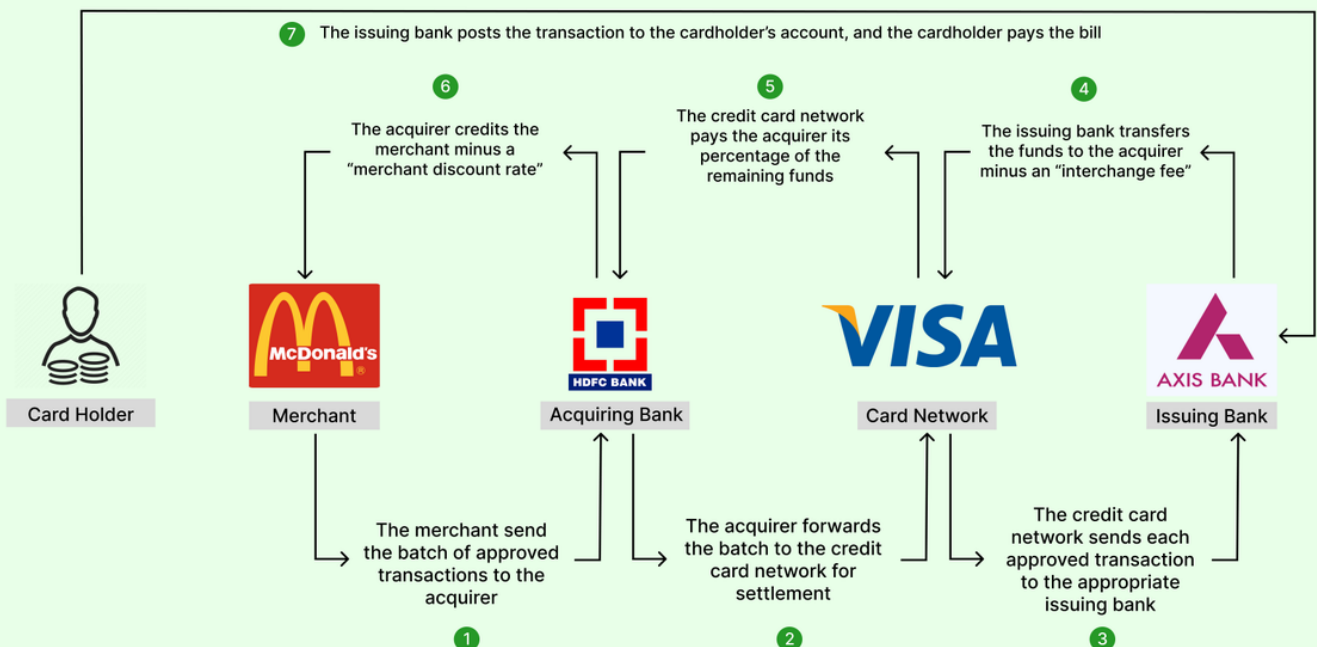 7 The issuing bank posts the transaction to the cardholder's account, and the cardholder pays the bill
6
The acquirer credits the
merchant minus a
“merchant discount rate”
5
The credit card network
pays the acquirer its
percentage of the
remaining funds
4
The issuing bank transfers
the funds to the acquirer
minus an “interchange fee”
McDonald's
®
HDFC BANK
VISA
AXIS BANK
Card Holder
Merchant
Acquiring Bank
Card Network
Issuing Bank
The merchant send
the batch of approved
transactions to the
acquirer
1
The acquirer forwards
the batch to the credit
card network for
settlement
2
The credit card
network sends each
approved transaction
to the appropriate
issuing bank
3